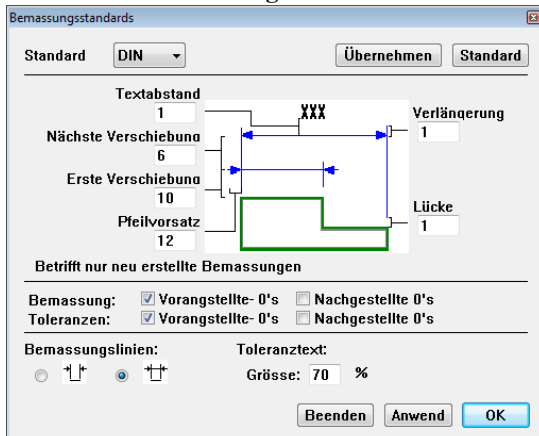 Bemassungsstandards
Standard DIN Übernehmen Standard
Textabstand
1
XXX
Verlängerung
1
Nächste Verschiebung
6
Erste Verschiebung
10
Lücke
1
Pfeilvorsatz
12
Betrifft nur neu erstellte Bemassungen
Bemassung: Vorangstellte- 0's Nachgestellte 0's
Toleranzen: Vorangstellte- 0's Nachgestellte 0's
Bemassungslinien: Toleranztext:
Grösse: 70 %
Beenden Anwend OK